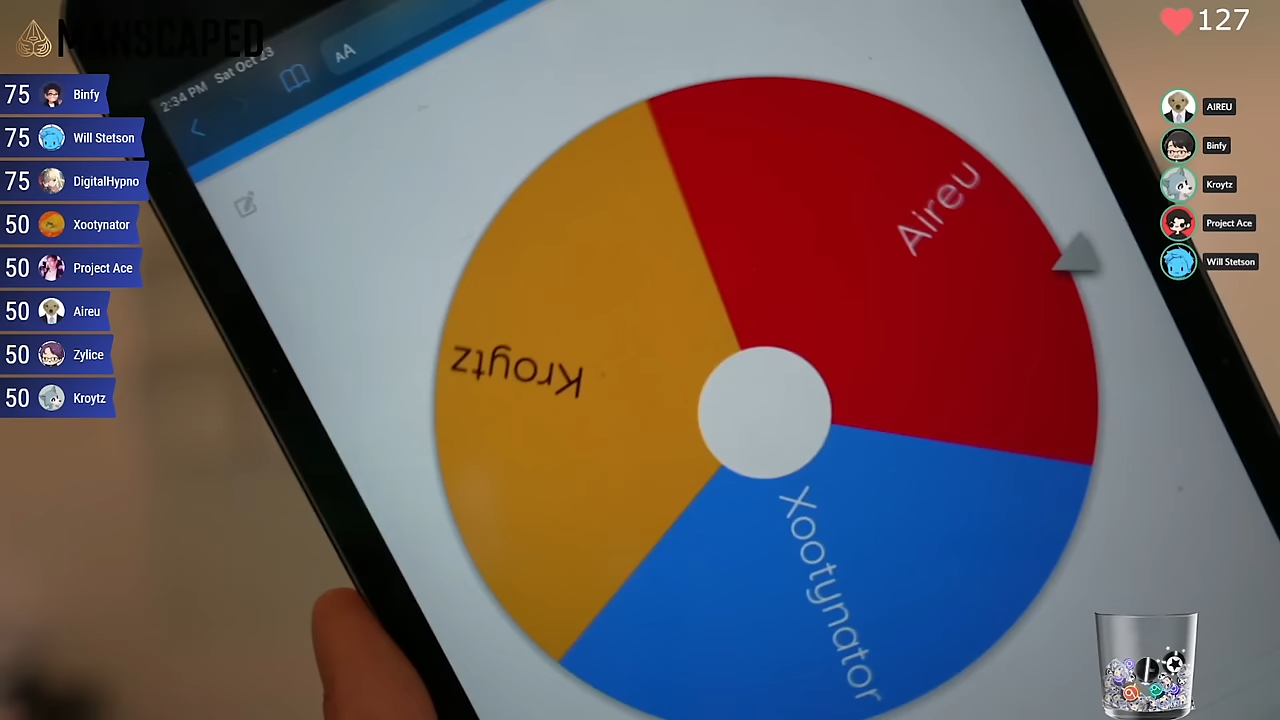 MANSCAPED
127
2:34 PM Sat Oct 23
AA
75 Binfy
75 Will Stetson
75 DigitalHypno
50 Xootynator
50 Project Ace
50 Aireu
50 Zylice
50 Kroytz
Aireu
Kroytz
Xootynator
AIREU
Binfy
Kroytz
Project Ace
Will Stetson